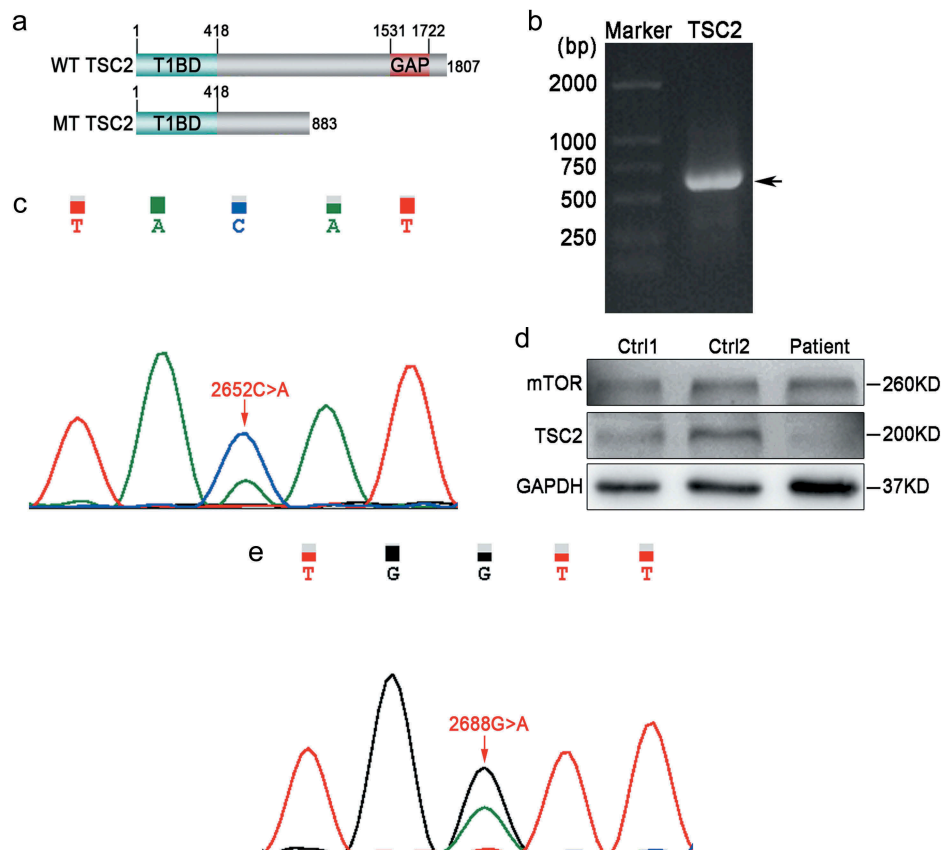 a
1 418 1531 1722
WT TSC2 T1BD GAP 1807
1 418
MT TSC2 T1BD 883
b
Marker TSC2
(bp)
2000
1000
750
500
250
c
T A C A T
2652C>A
d
Ctrl1 Ctrl2 Patient
mTOR 260KD
TSC2 200KD
GAPDH 37KD
e
T G G T T
2688G>A